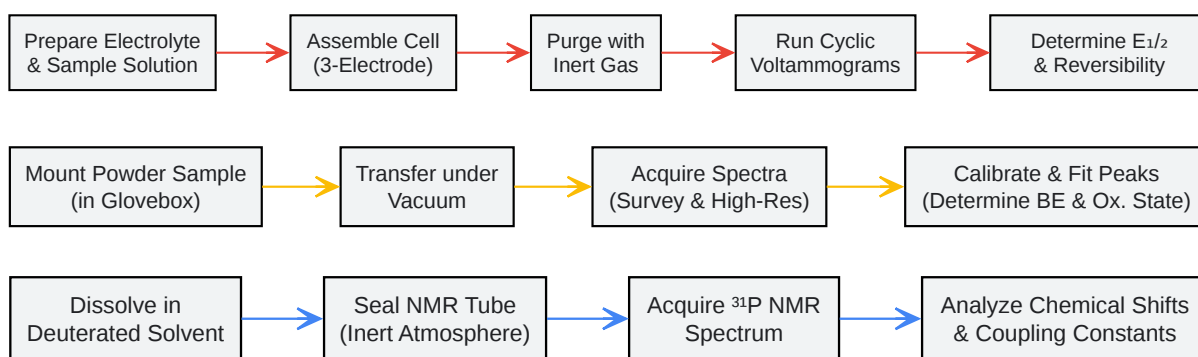 Prepare Electrolyte
& Sample Solution
Assemble Cell
(3-Electrode)
Purge with
Inert Gas
Run Cyclic
Voltammograms
Determine E₁/₂
& Reversibility
Mount Powder Sample
(in Glovebox)
Transfer under
Vacuum
Acquire Spectra
(Survey & High-Res)
Calibrate & Fit Peaks
(Determine BE & Ox. State)
Dissolve in
Deuterated Solvent
Seal NMR Tube
(Inert Atmosphere)
Acquire ³¹P NMR
Spectrum
Analyze Chemical Shifts
& Coupling Constants